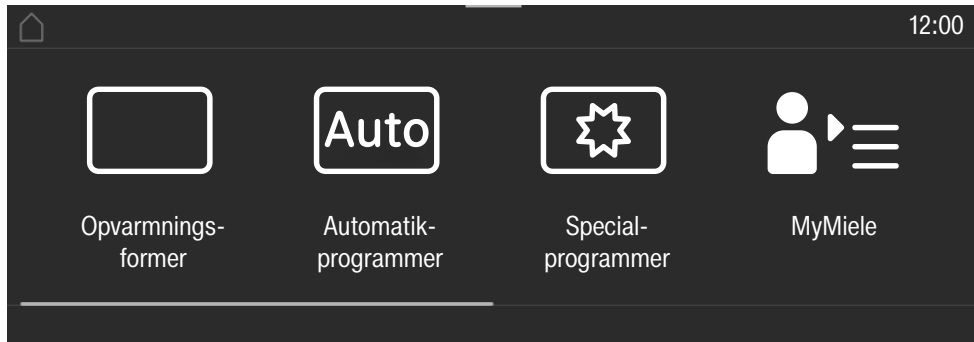 12:00
Auto
Opvarmnings-
former
Automatik-
programmer
Special-
programmer
MyMiele